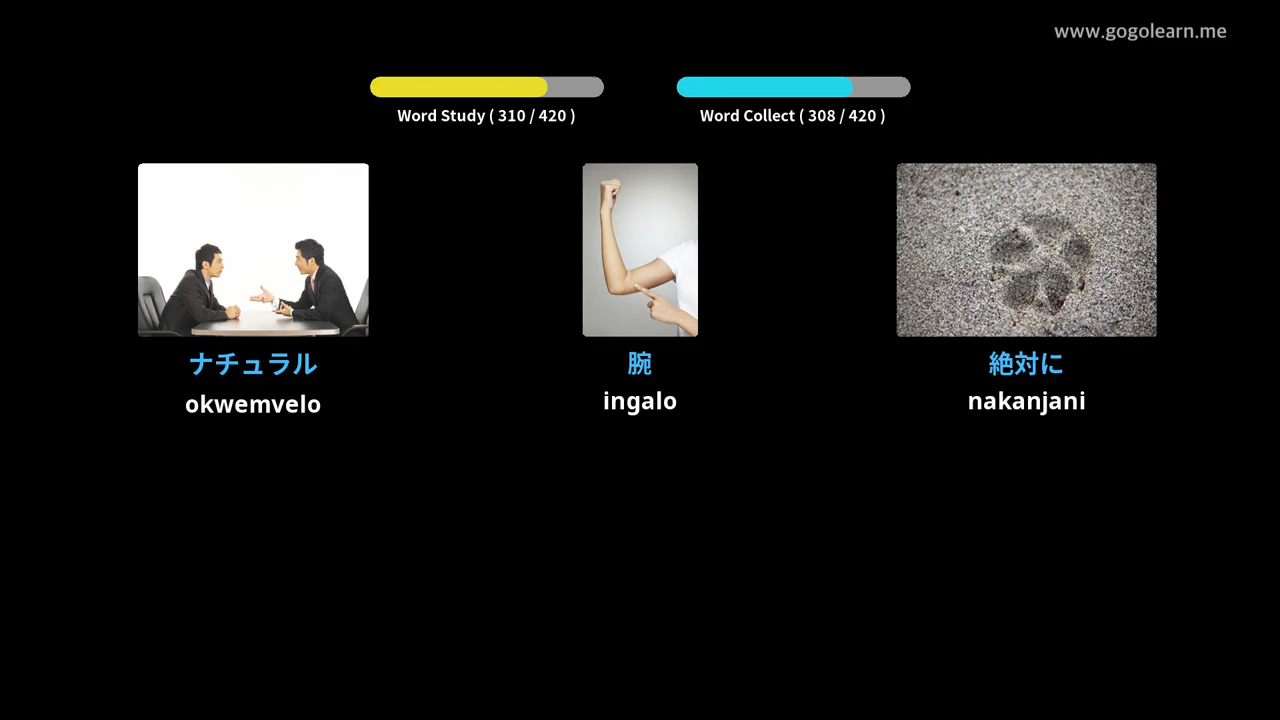 www.gogolearn.me
Word Study ( 310 / 420 )
Word Collect ( 308 / 420 )
ナチュラル
okwemvelo
腕
ingalo
絶対に
nakanjani